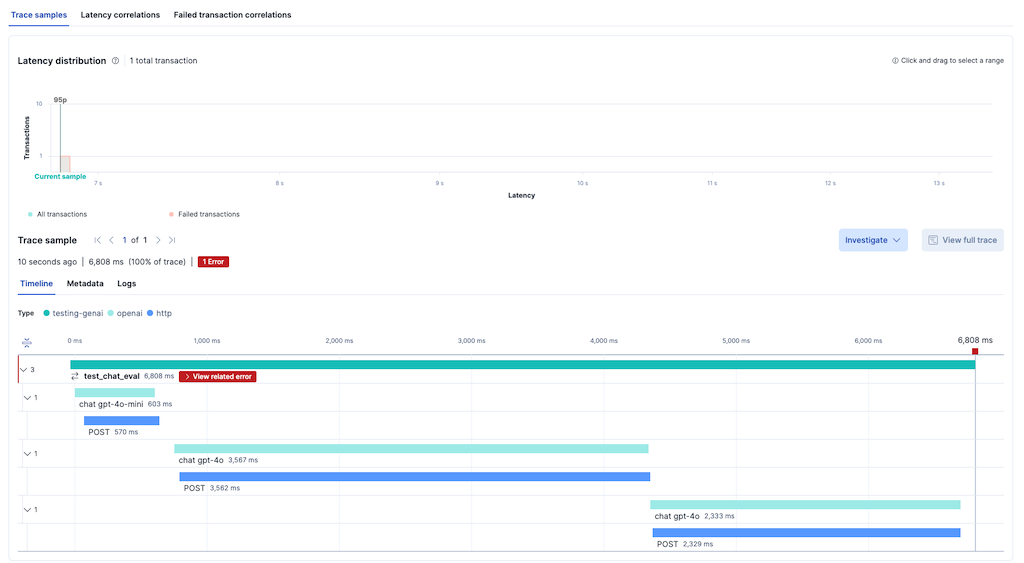 Trace samples Latency correlations Failed transaction correlations
Latency distribution 1 total transaction Click and drag to select a range
95p
10
1
Transactions
Current sample
7 s 8 s 9 s 10 s 11 s 12 s 13 s
Latency
All transactions Failed transactions
Trace sample 1 of 1 Investigate View full trace
10 seconds ago | 6,808 ms (100% of trace) | 1 Error
Timeline Metadata Logs
Type testing-genai openai http
0 ms 1,000 ms 2,000 ms 3,000 ms 4,000 ms 5,000 ms 6,000 ms 6,808 ms
3
test_chat_eval 6,808 ms View related error
1
chat gpt-4o-mini 603 ms
POST 570 ms
1
chat gpt-4o 3,567 ms
POST 3,562 ms
1
chat gpt-4o 2,333 ms
POST 2,329 ms